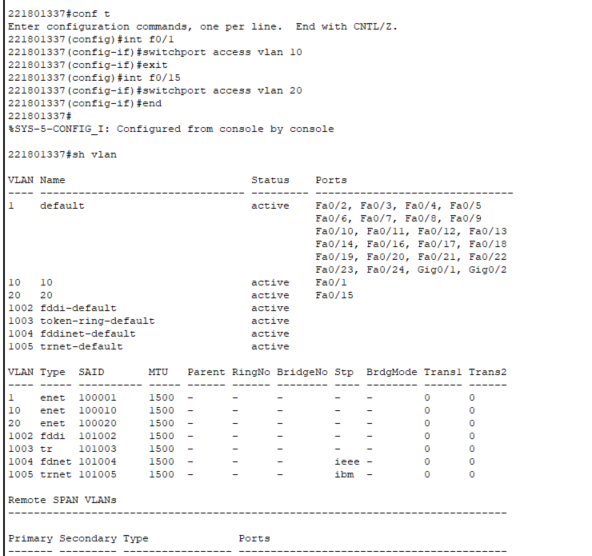 221801337#conf t
Enter configuration commands, one per line.  End with CNTL/Z.
221801337(config)#int f0/1
221801337(config-if)#switchport access vlan 10
221801337(config-if)#exit
221801337(config)#int f0/15
221801337(config-if)#switchport access vlan 20
221801337(config-if)#end
221801337#
%SYS-5-CONFIG_I: Configured from console by console

221801337#sh vlan

VLAN Name                             Status    Ports
---- -------------------------------- --------- -------------------------------
1    default                          active    Fa0/2, Fa0/3, Fa0/4, Fa0/5
                                                Fa0/6, Fa0/7, Fa0/8, Fa0/9
                                                Fa0/10, Fa0/11, Fa0/12, Fa0/13
                                                Fa0/14, Fa0/16, Fa0/17, Fa0/18
                                                Fa0/19, Fa0/20, Fa0/21, Fa0/22
                                                Fa0/23, Fa0/24, Gig0/1, Gig0/2
10   10                               active    Fa0/1
20   20                               active    Fa0/15
1002 fddi-default                     active
1003 token-ring-default               active
1004 fddinet-default                  active
1005 trnet-default                    active

VLAN Type  SAID       MTU   Parent RingNo BridgeNo Stp  BrdgMode Trans1 Trans2
---- ----- ---------- ----- ------ ------ -------- ---- -------- ------ ------
1    enet  100001     1500  -      -      -        -    -        0      0
10   enet  100010     1500  -      -      -        -    -        0      0
20   enet  100020     1500  -      -      -        -    -        0      0
1002 fddi  101002     1500  -      -      -        -    -        0      0
1003 tr    101003     1500  -      -      -        -    -        0      0
1004 fdnet 101004     1500  -      -      -        ieee -        0      0
1005 trnet 101005     1500  -      -      -        ibm  -        0      0

Remote SPAN VLANs
------------------------------------------------------------------------------

Primary Secondary Type              Ports
------- --------- ----------------- ------------------------------------------